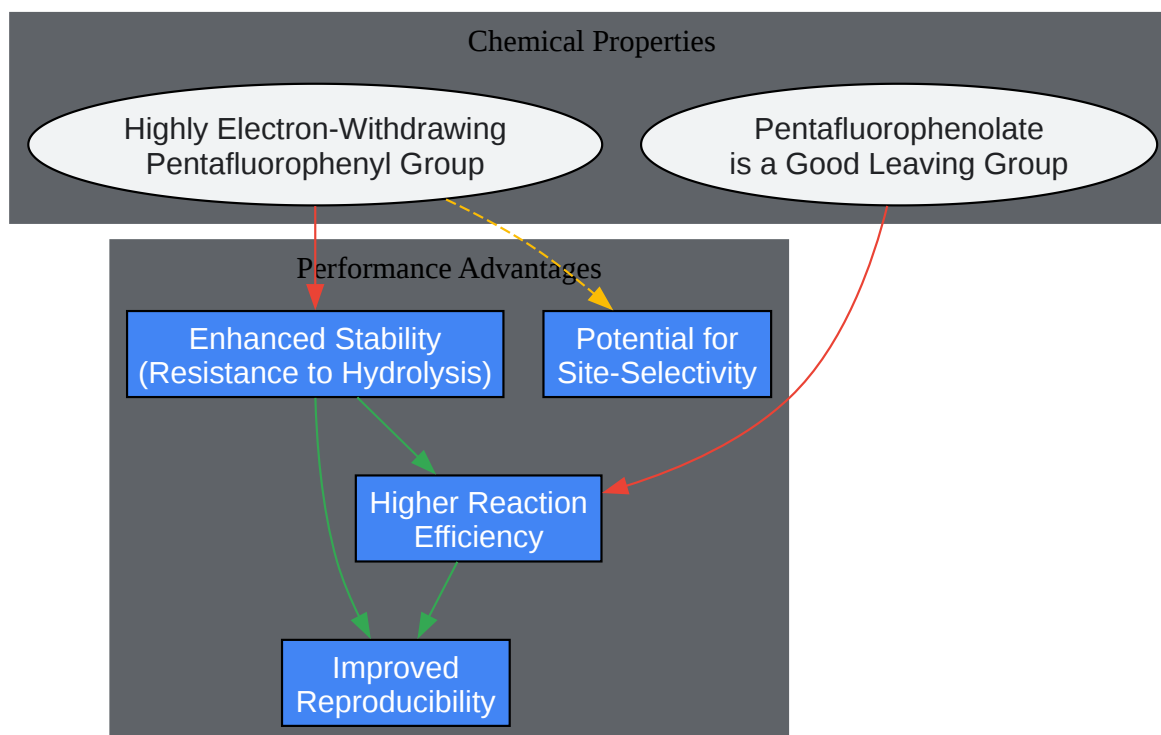 Chemical Properties
Highly Electron-Withdrawing
Pentafluorophenyl Group
Pentafluorophenolate
is a Good Leaving Group
Performance Advantages
Enhanced Stability
(Resistance to Hydrolysis)
Potential for
Site-Selectivity
Higher Reaction
Efficiency
Improved
Reproducibility